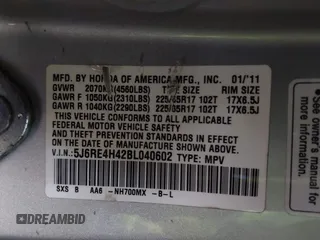 MFD. BY HONDA OF AMERICA MFG., INC. 01/'11
GVWR 2070KG(4560LBS) TIRE SIZE RIM SIZE
GAWR F 1050KG(2310LBS) 225/65R17 102T 17X6.5J
GAWR R 1040KG(2290LBS) 225/65R17 102T 17X6.5J
THIS VEHICLE CONFORMS TO ALL APPLICABLE
FEDERAL MOTOR VEHICLE SAFETY
STANDARDS IN EFFECT ON THE DATE OF
MANUFACTURE SHOWN ABOVE.
V.I.N: 5J6RE4H42BL040602 TYPE: MPV
SXS B AA6 -NH700MX -B-L
DREAMBID
DREAMBID.COM